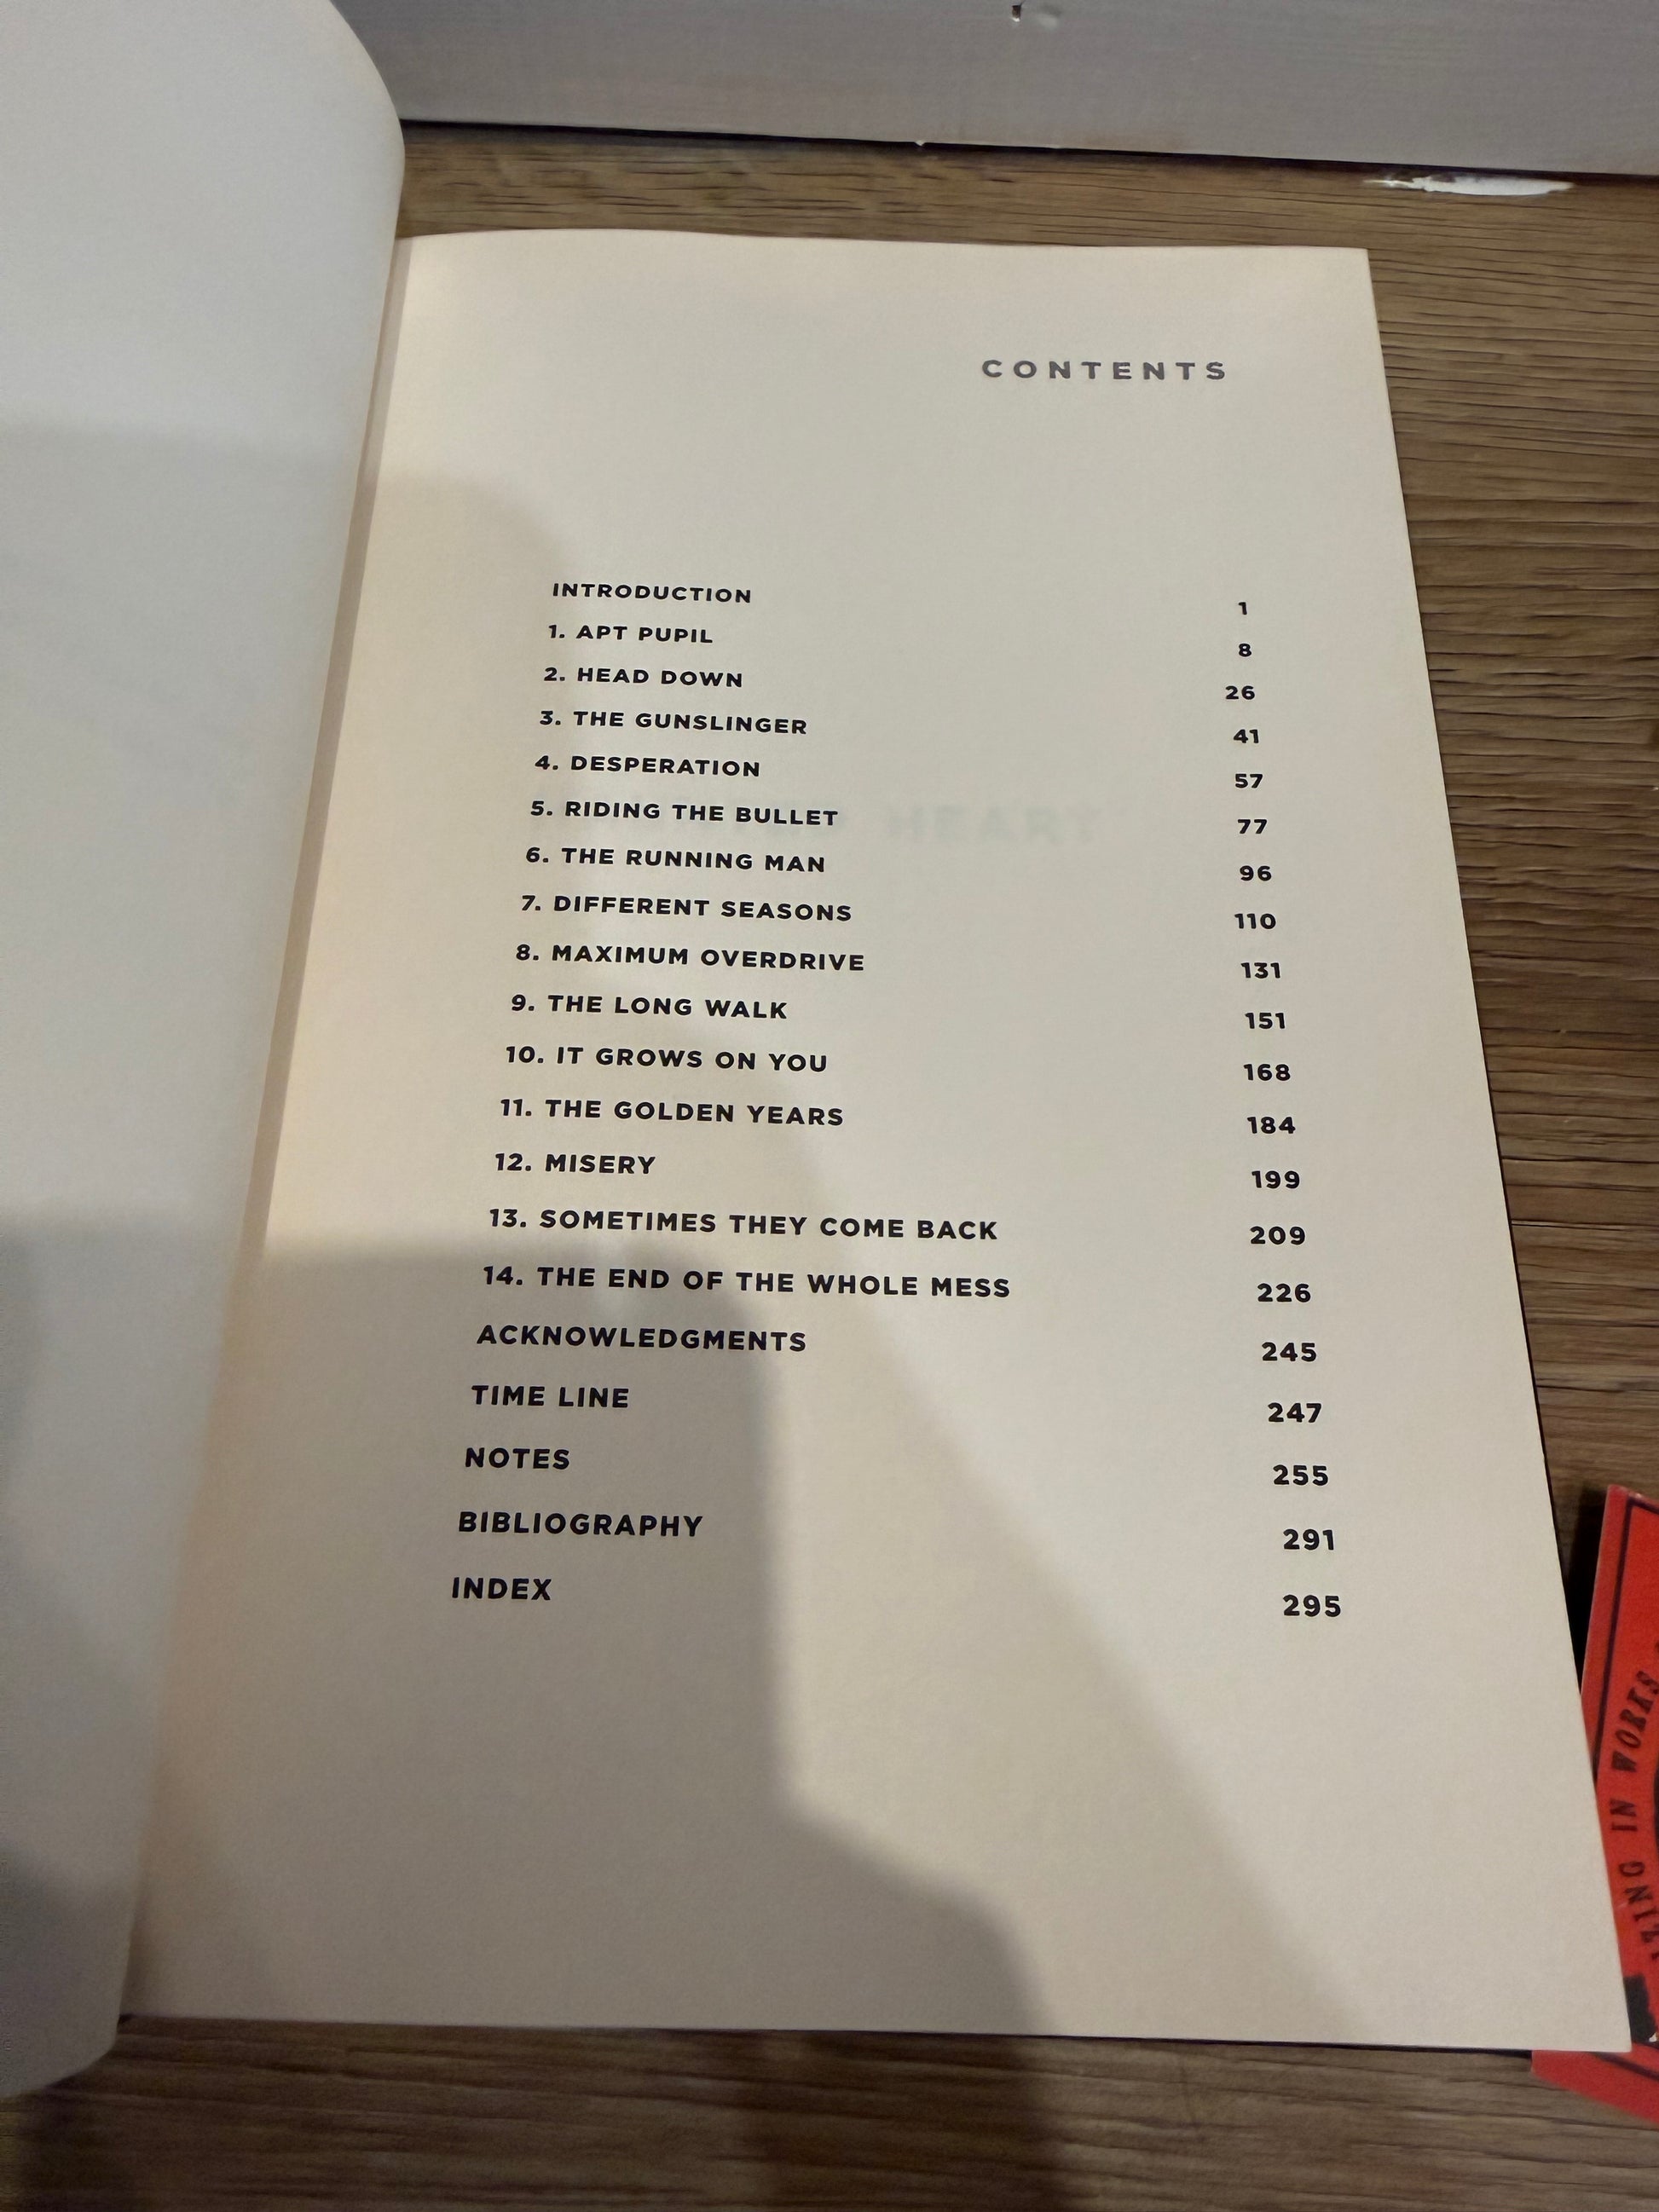 CONTENTS
INTRODUCTION 1
1. APT PUPIL 8
2. HEAD DOWN 26
3. THE GUNSLINGER 41
4. DESPERATION 57
5. RIDING THE BULLET 77
6. THE RUNNING MAN 96
7. DIFFERENT SEASONS 110
8. MAXIMUM OVERDRIVE 131
9. THE LONG WALK 151
10. IT GROWS ON YOU 168
11. THE GOLDEN YEARS 184
12. MISERY 199
13. SOMETIMES THEY COME BACK 209
14. THE END OF THE WHOLE MESS 226
ACKNOWLEDGMENTS 245
TIME LINE 247
NOTES 255
BIBLIOGRAPHY 291
INDEX 295
HEART
IN WORKS